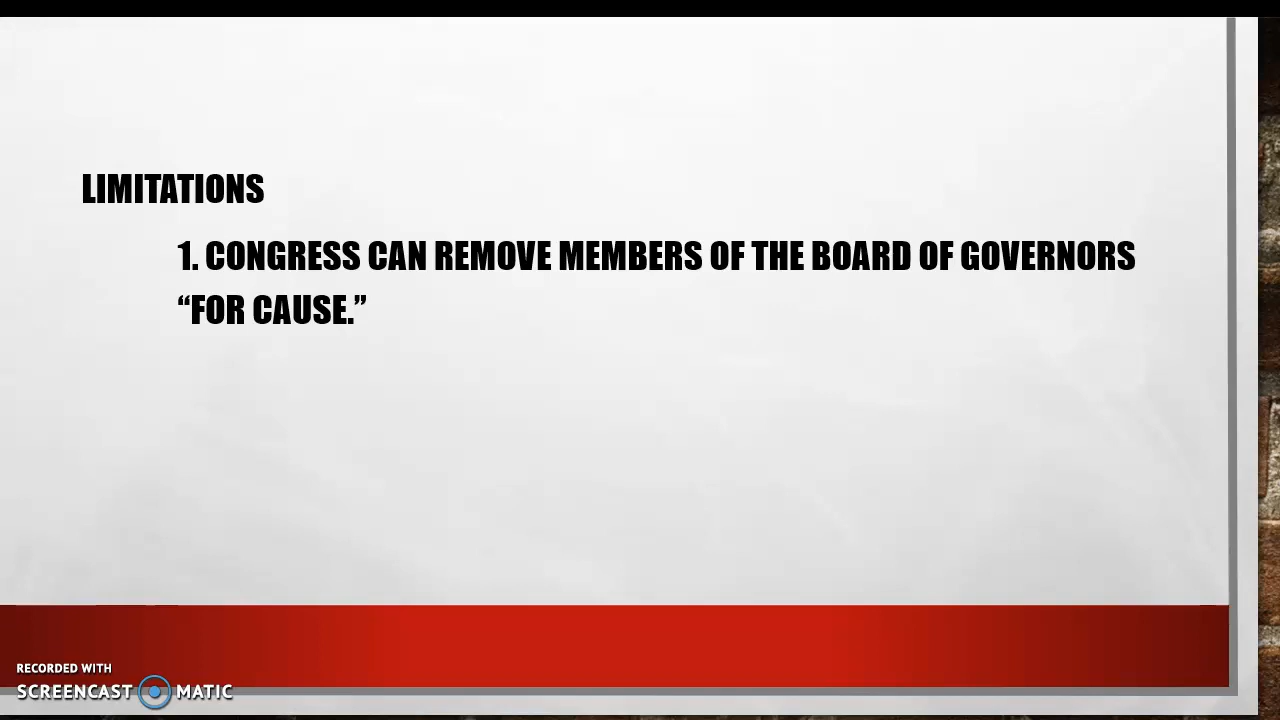 LIMITATIONS
1. CONGRESS CAN REMOVE MEMBERS OF THE BOARD OF GOVERNORS
“FOR CAUSE.”
RECORDED WITH
SCREENCAST MATIC